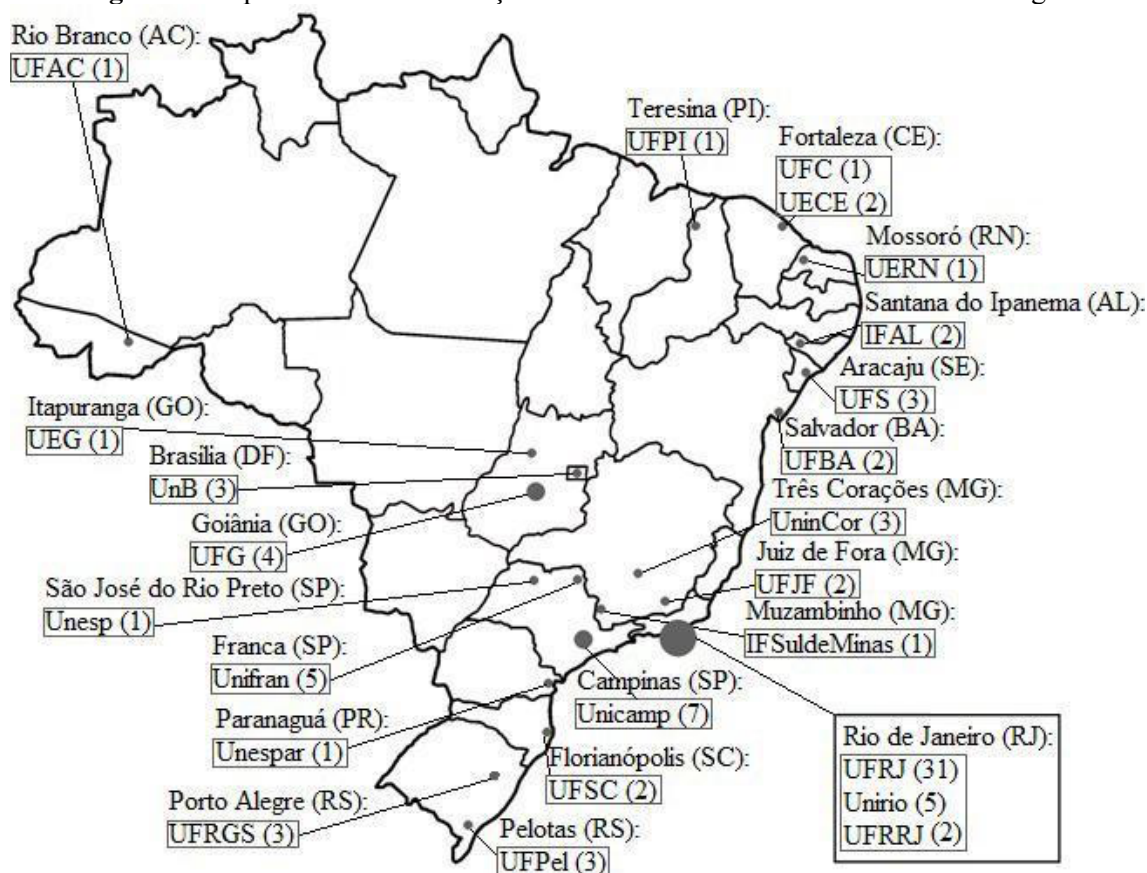 Rio Branco (AC):
UFAC (1)
Teresina (PI):
UFPI (1)
Fortaleza (CE):
UFC (1)
UECE (2)
Mossoró (RN):
UERN (1)
Santana do Ipanema (AL):
IFAL (2)
Aracaju (SE):
UFS (3)
Salvador (BA):
UFBA (2)
Itapuranga (GO):
UEG (1)
Brasília (DF):
UnB (3)
Goiânia (GO):
UFG (4)
Três Corações (MG):
UninCor (3)
Juiz de Fora (MG):
UFJF (2)
Muzambinho (MG):
IFSuldeMinas (1)
São José do Rio Preto (SP):
Unesp (1)
Franca (SP):
Unifran (5)
Campinas (SP):
Unicamp (7)
Paranaguá (PR):
Unespar (1)
Florianópolis (SC):
UFSC (2)
Porto Alegre (RS):
UFRGS (3)
Pelotas (RS):
UFPel (3)
Rio de Janeiro (RJ):
UFRJ (31)
Unirio (5)
UFRRJ (2)